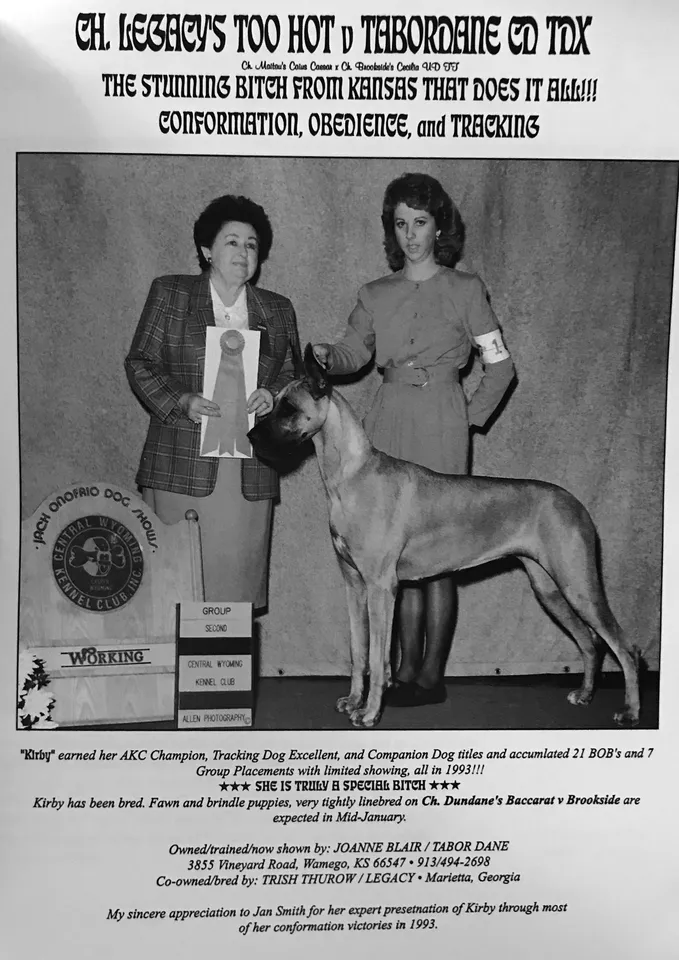 CH. LEGACY'S TOO HOT v TABORDANE CD TDX
Ch. Maitau's Caius Caesar x Ch. Brookside's Cecilia UD TT
THE STUNNING BITCH FROM KANSAS THAT DOES IT ALL!!!
CONFORMATION, OBEDIENCE, and TRACKING
1
JACK ONOFRIO DOG SHOWS
CENTRAL WYOMING
KENNEL CLUB, INC.
WORKING
GROUP
SECOND
CENTRAL WYOMING
KENNEL CLUB
ALLEN PHOTOGRAPHY©
"Kirby" earned her AKC Champion, Tracking Dog Excellent, and Companion Dog titles and accumlated 21 BOB's and 7
Group Placements with limited showing, all in 1993!!!
★★★ SHE IS TRULY A SPECIAL BITCH ★★★
Kirby has been bred. Fawn and brindle puppies, very tightly linebred on Ch. Dundane's Baccarat v Brookside are
expected in Mid-January.
Owned/trained/now shown by: JOANNE BLAIR / TABOR DANE
3855 Vineyard Road, Wamego, KS 66547 • 913/494-2698
Co-owned/bred by: TRISH THUROW / LEGACY • Marietta, Georgia
My sincere appreciation to Jan Smith for her expert presetnation of Kirby through most
of her conformation victories in 1993.